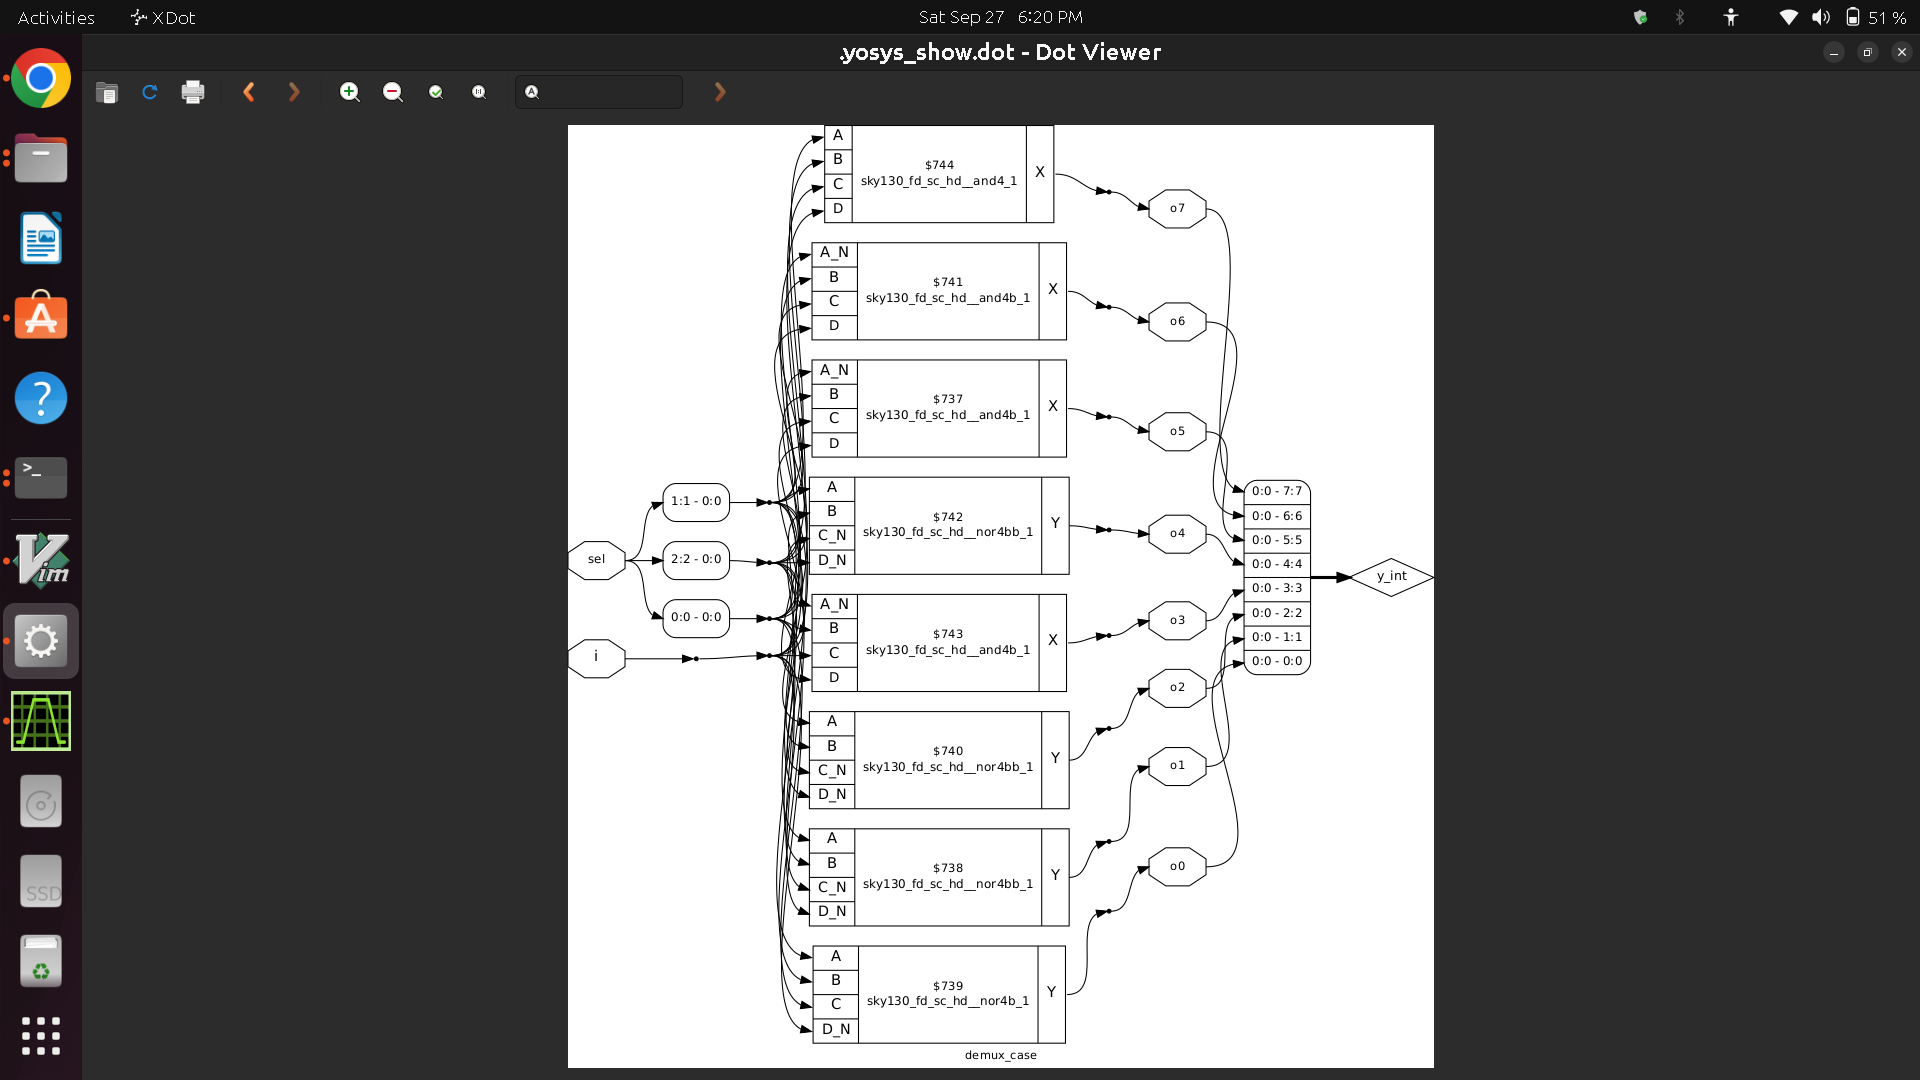 Activities
XDot
Sat Sep 27 6:20 PM
51 %
.yosys_show.dot - Dot Viewer
A
B
C
D
$744
sky130_fd_sc_hd__and4_1
X
o7
A_N
B
C
D
$741
sky130_fd_sc_hd__and4b_1
X
o6
A_N
B
C
D
$737
sky130_fd_sc_hd__and4b_1
X
o5
A
B
C_N
D_N
$742
sky130_fd_sc_hd__nor4bb_1
Y
o4
A_N
B
C
D
$743
sky130_fd_sc_hd__and4b_1
X
o3
A
B
C_N
D_N
$740
sky130_fd_sc_hd__nor4bb_1
Y
o2
A
B
C_N
D_N
$738
sky130_fd_sc_hd__nor4bb_1
Y
o1
A
B
C
D_N
$739
sky130_fd_sc_hd__nor4b_1
Y
o0
sel
i
1:1 - 0:0
2:2 - 0:0
0:0 - 0:0
0:0 - 7:7
0:0 - 6:6
0:0 - 5:5
0:0 - 4:4
0:0 - 3:3
0:0 - 2:2
0:0 - 1:1
0:0 - 0:0
y_int
demux_case
Vim
SSD